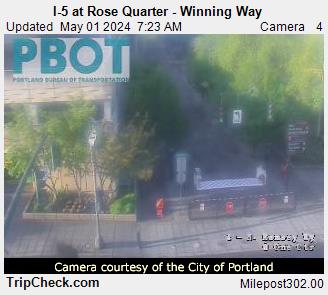 I-5 at Rose Quarter - Winning Way
Updated May 01 2024 7:23 AM Camera 4
PBOT
PORTLAND BUREAU OF TRANSPORTATION
Camera courtesy of the City of Portland
TripCheck.com Milepost302.00